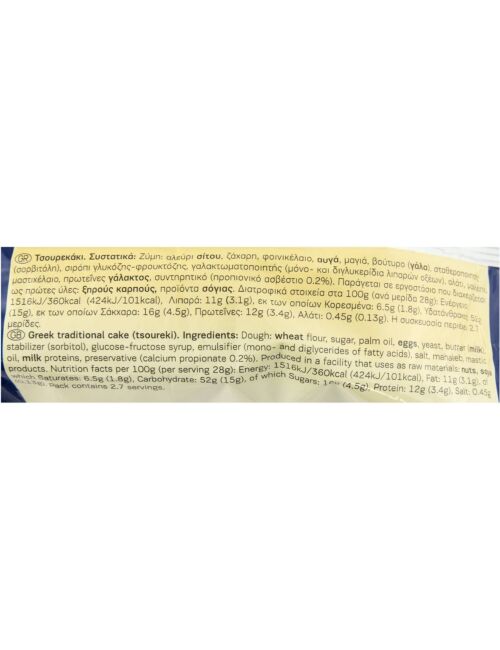 GR Τσουρεκάκι. Συστατικά: Ζύμη: αλεύρι σίτου, ζάχαρη, φοινικέλαιο, αυγά, μαγιά, βούτυρο (γάλα), σταθεροποιητής
(σορβιτόλη), σιρόπι γλυκόζης-φρουκτόζης, γαλακτωματοποιητής (μόνο- και διγλυκερίδια λιπαρών οξέων), αλάτι, μαχλέπι,
μαστιχέλαιο, πρωτεΐνες γάλακτος, συντηρητικό (προπιονικό ασβέστιο 0.2%). Παράγεται σε εργοστάσιο που διαχειρίζεται
ως πρώτες ύλες: ξηρούς καρπούς, προϊόντα σόγιας. Διατροφικά στοιχεία στα 100g (ανά μερίδα 28g): Ενέργεια
1516kJ/360kcal (424kJ/101kcal), Λιπαρά: 11g (3.1g), εκ των οποίων Κορεσμένα: 6.5g (1.8g), Υδατάνθρακες: 52g
(15g), εκ των οποίων Σάκχαρα: 16g (4.5g), Πρωτεΐνες: 12g (3.4g), Αλάτι: 0.45g (0.13g). Η συσκευασία περιέχει 2.7
μερίδες.
GB Greek traditional cake (tsoureki). Ingredients: Dough: wheat flour, sugar, palm oil, eggs, yeast, butter (milk),
stabilizer (sorbitol), glucose-fructose syrup, emulsifier (mono- and diglycerides of fatty acids), salt, mahaleb, mastic
oil, milk proteins, preservative (calcium propionate 0.2%). Produced in a facility that uses as raw materials: nuts, soya
products. Nutrition facts per 100g (per serving 28g): Energy: 1516kJ/360kcal (424kJ/101kcal), Fat: 11g (3.1g), of
which Saturates: 6.5g (1.8g), Carbohydrate: 52g (15g), of which Sugars: (4.5g), Protein: 12g (3.4g), Salt: 0.45g
Pack contains 2.7 servings.